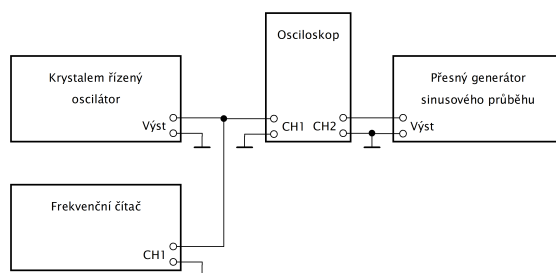 Osciloskop
Krystalem řízený
oscilátor
Výst
CH1
CH2
Přesný generátor
sinusového průběhu
Výst
Frekvenční čítač
CH1